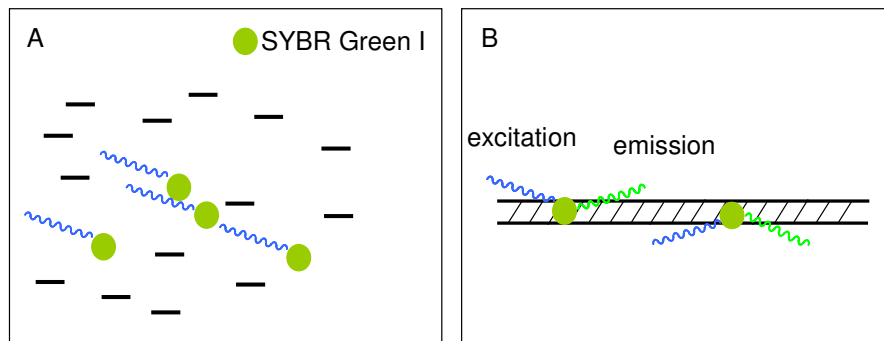 A
SYBR Green I
B
excitation
emission